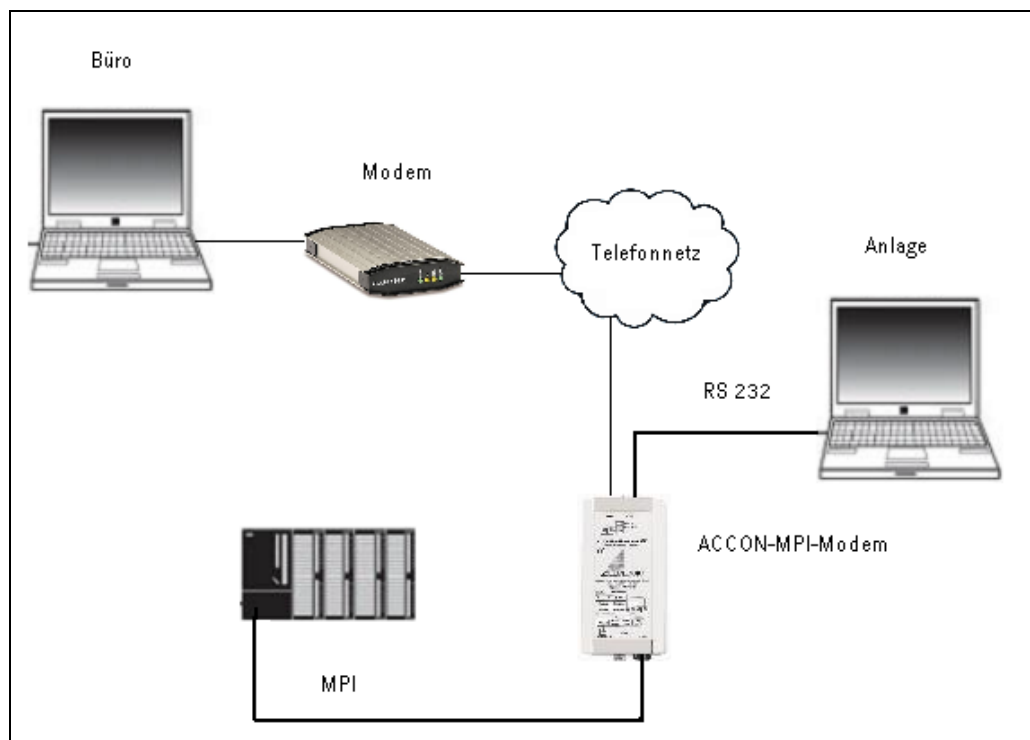 Büro
Modem
Telefonnetz
Anlage
RS 232
ACCON-MPI-Modem
MPI